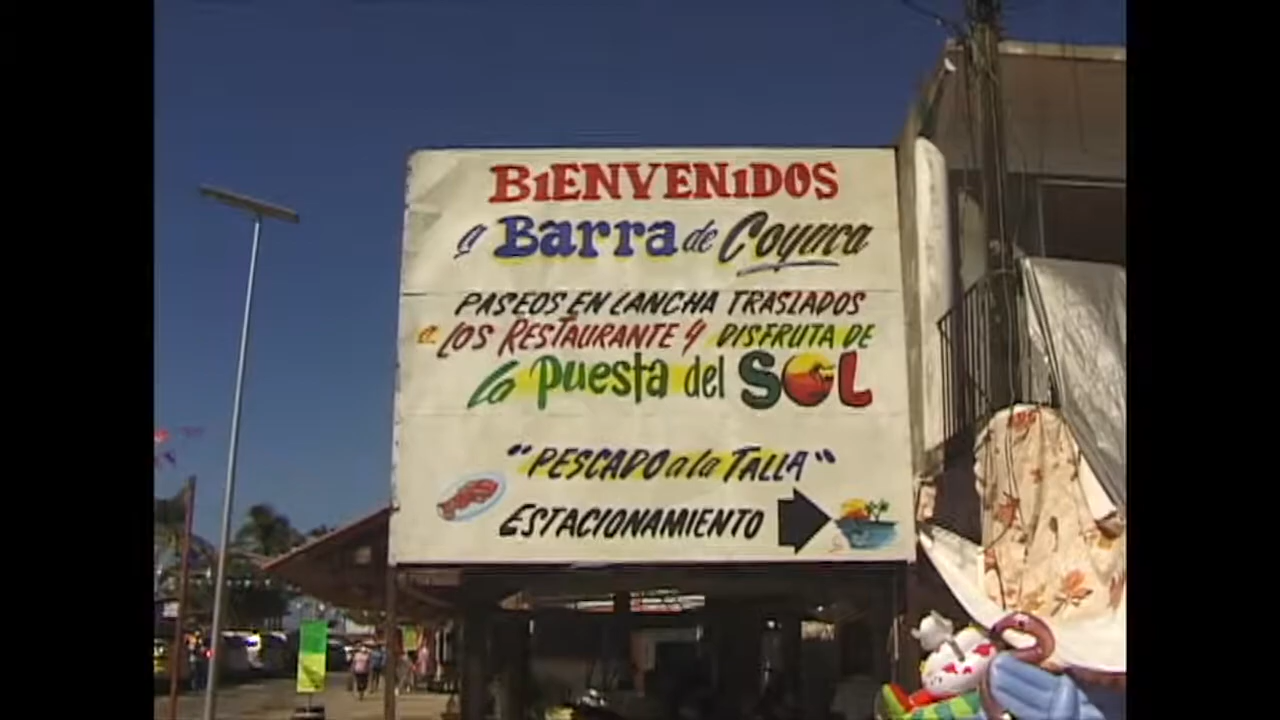 BIENVENIDOS
a Barra de Coyuca
PASEOS EN LANCHA TRASLADOS
a LOS RESTAURANTE Y DISFRUTA DE
la puesta del SOL
"PESCADO a la TALLA"
ESTACIONAMIENTO